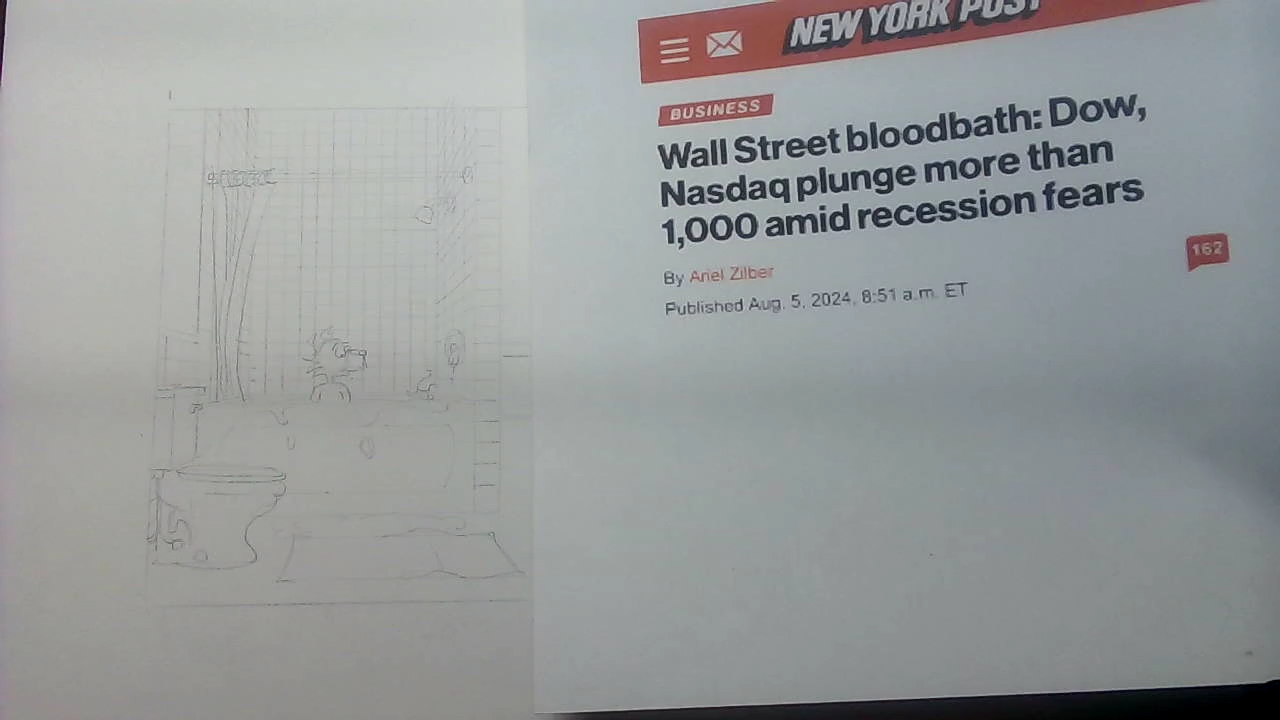 NEW YORK POST
BUSINESS
Wall Street bloodbath: Dow,
Nasdaq plunge more than
1,000 amid recession fears
162
By Ariel Zilber
Published Aug. 5, 2024, 8:51 a.m. ET